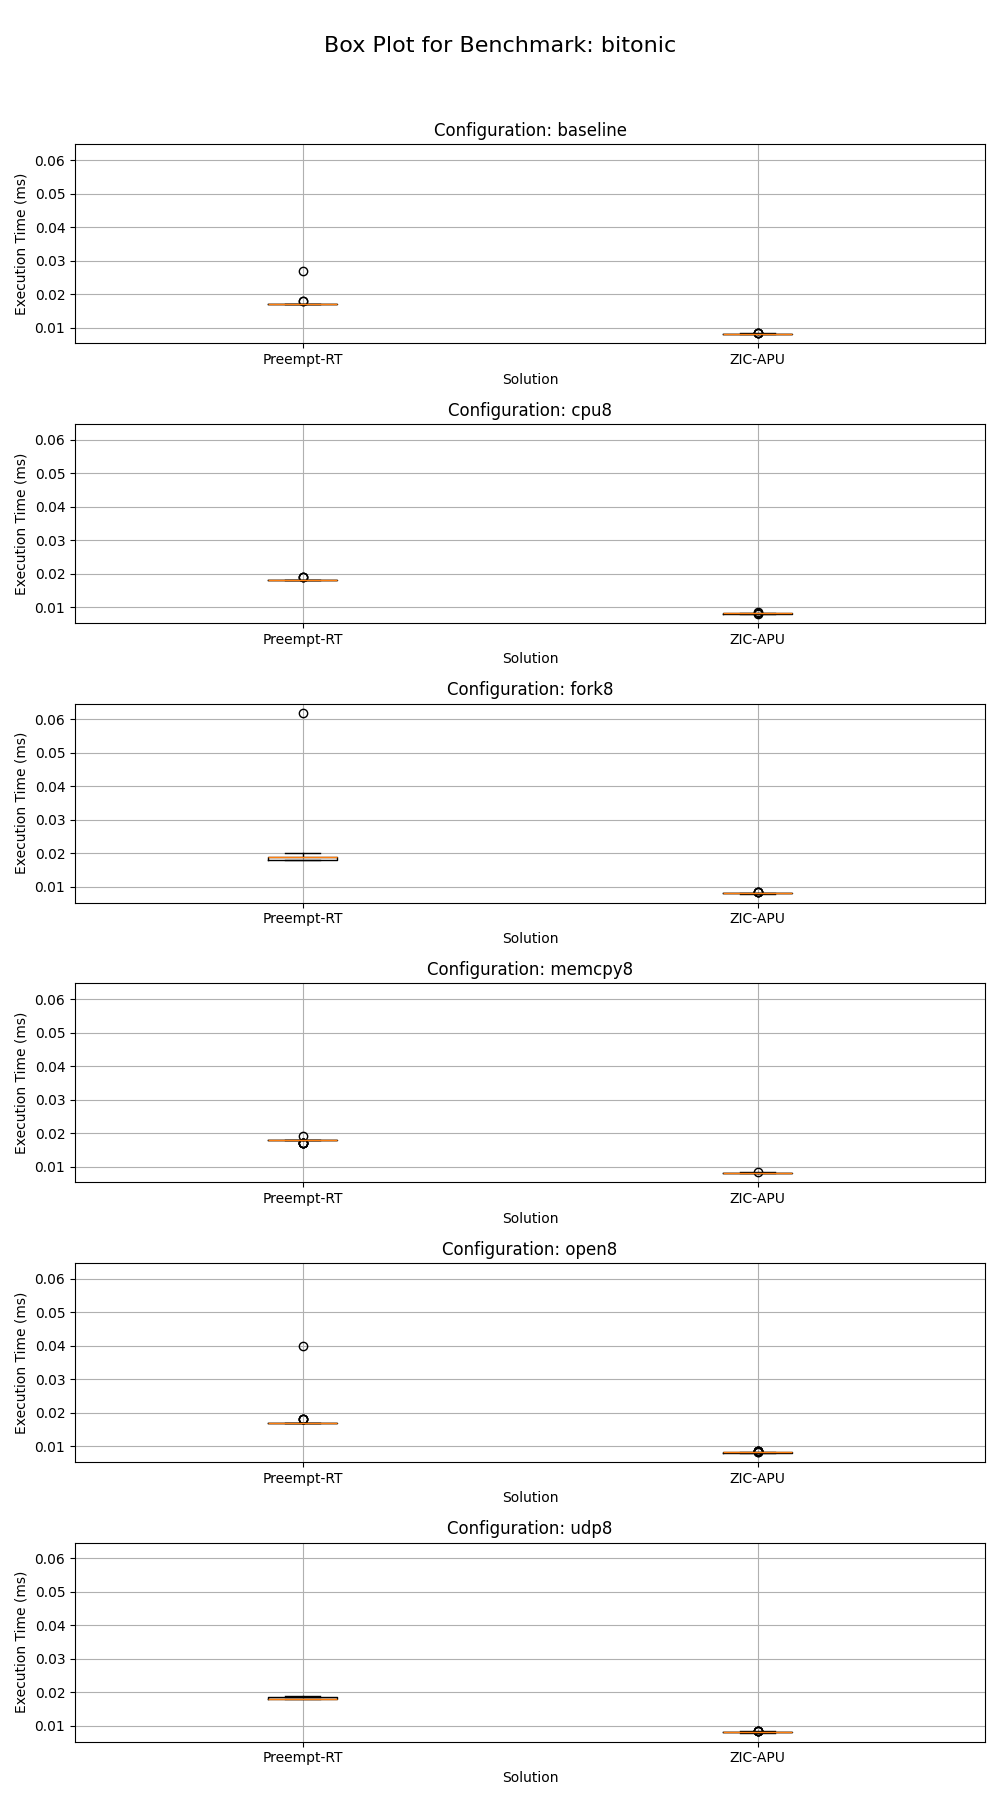 Box Plot for Benchmark: bitonic
Configuration: baseline
Execution Time (ms)
0.06
0.05
0.04
0.03
0.02
0.01
Preempt-RT
ZIC-APU
Solution
Configuration: cpu8
Execution Time (ms)
0.06
0.05
0.04
0.03
0.02
0.01
Preempt-RT
ZIC-APU
Solution
Configuration: fork8
Execution Time (ms)
0.06
0.05
0.04
0.03
0.02
0.01
Preempt-RT
ZIC-APU
Solution
Configuration: memcpy8
Execution Time (ms)
0.06
0.05
0.04
0.03
0.02
0.01
Preempt-RT
ZIC-APU
Solution
Configuration: open8
Execution Time (ms)
0.06
0.05
0.04
0.03
0.02
0.01
Preempt-RT
ZIC-APU
Solution
Configuration: udp8
Execution Time (ms)
0.06
0.05
0.04
0.03
0.02
0.01
Preempt-RT
ZIC-APU
Solution